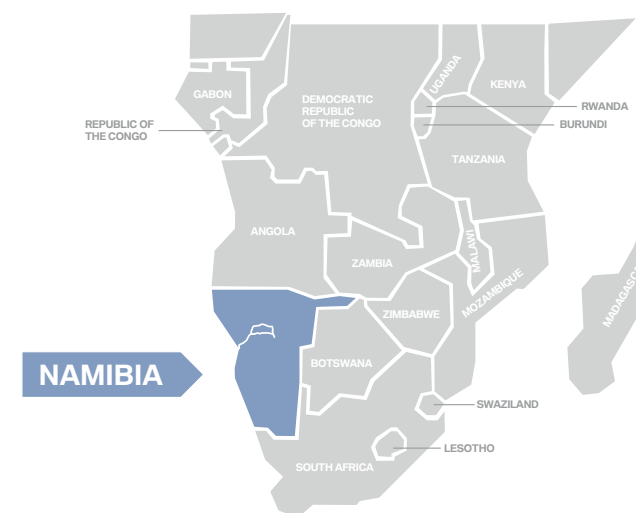 GABON
UGANDA
KENYA
DEMOCRATIC
REPUBLIC
OF THE CONGO
RWANDA
REPUBLIC OF
THE CONGO
BURUNDI
TANZANIA
ANGOLA
ZAMBIA
MALAWI
MOZAMBIQUE
MADAGASC
ZIMBABWE
BOTSWANA
NAMIBIA
SWAZILAND
LESOTHO
SOUTH AFRICA